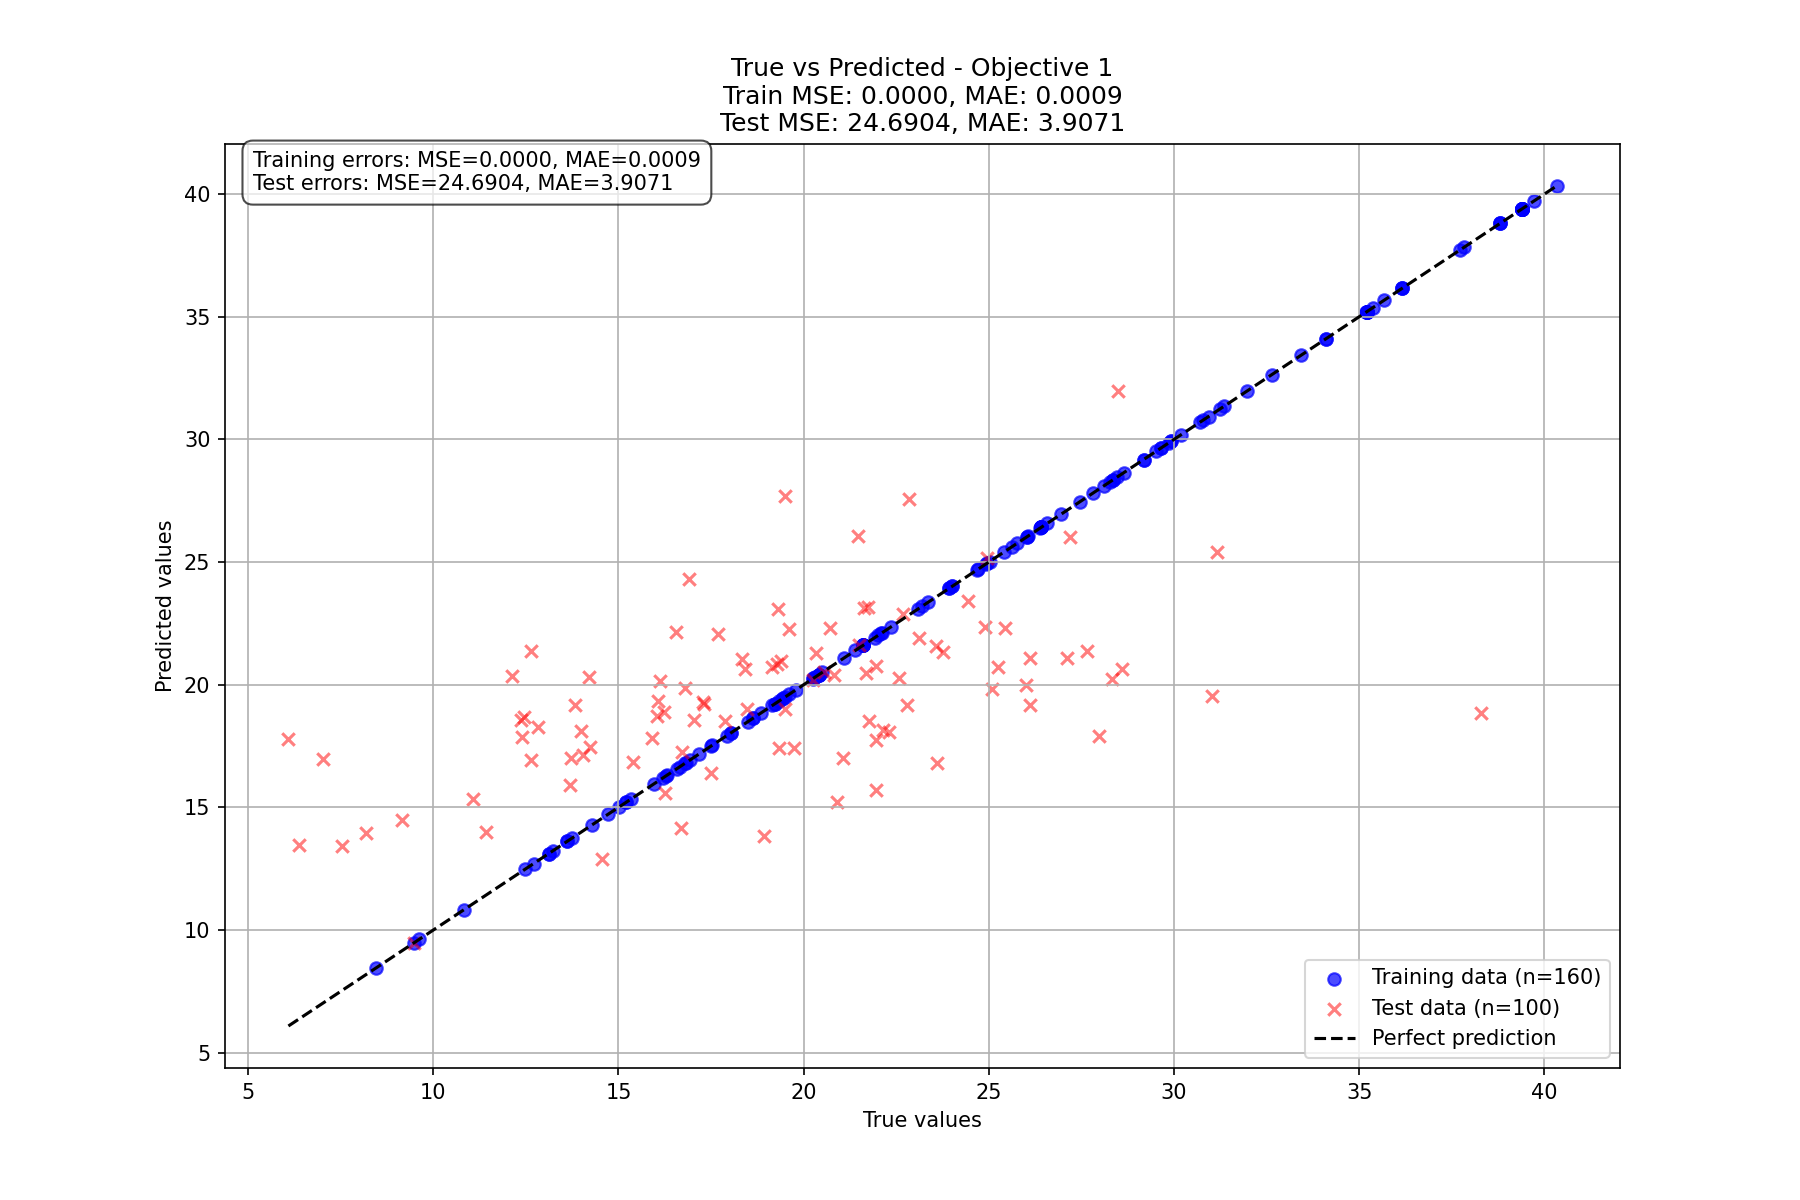 True vs Predicted - Objective 1
Train MSE: 0.0000, MAE: 0.0009
Test MSE: 24.6904, MAE: 3.9071
Training errors: MSE=0.0000, MAE=0.0009
Test errors: MSE=24.6904, MAE=3.9071
40
35
30
25
20
15
10
5
Predicted values
Training data (n=160)
Test data (n=100)
Perfect prediction
5 10 15 20 25 30 35 40
True values